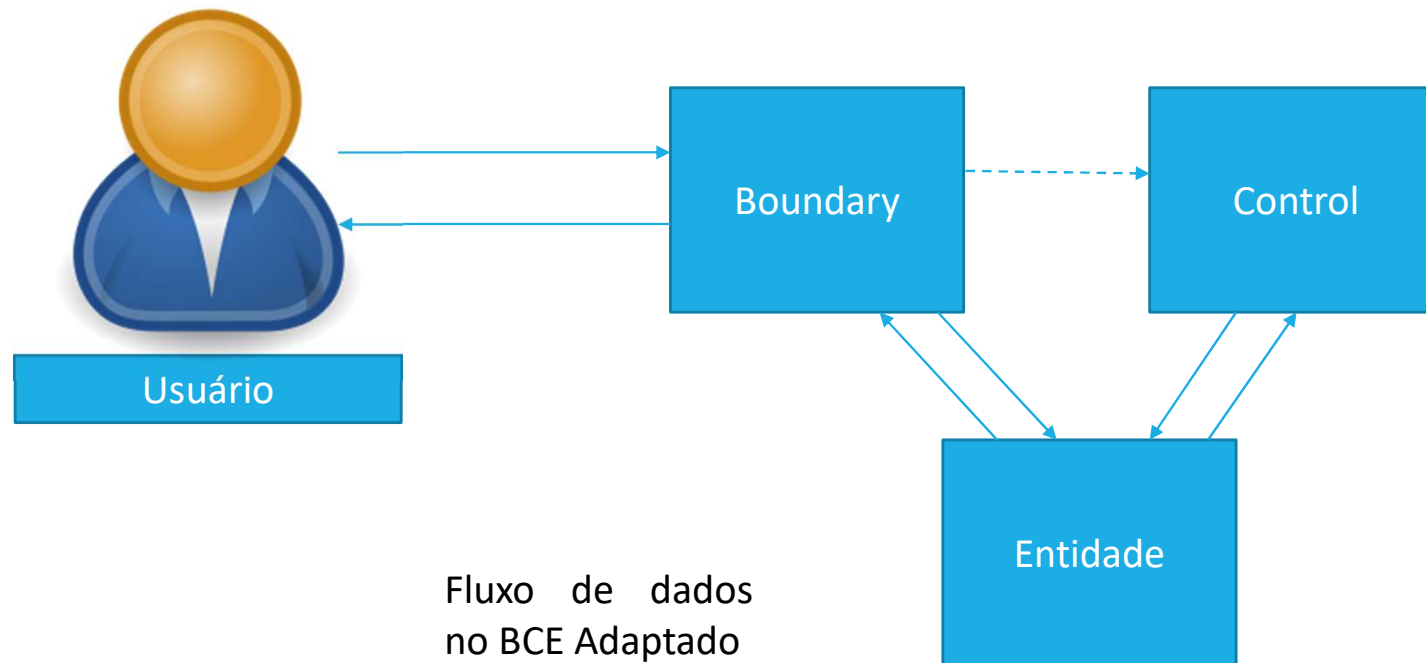 Boundary
Control
Usuário
Entidade
Fluxo de dados
no BCE Adaptado